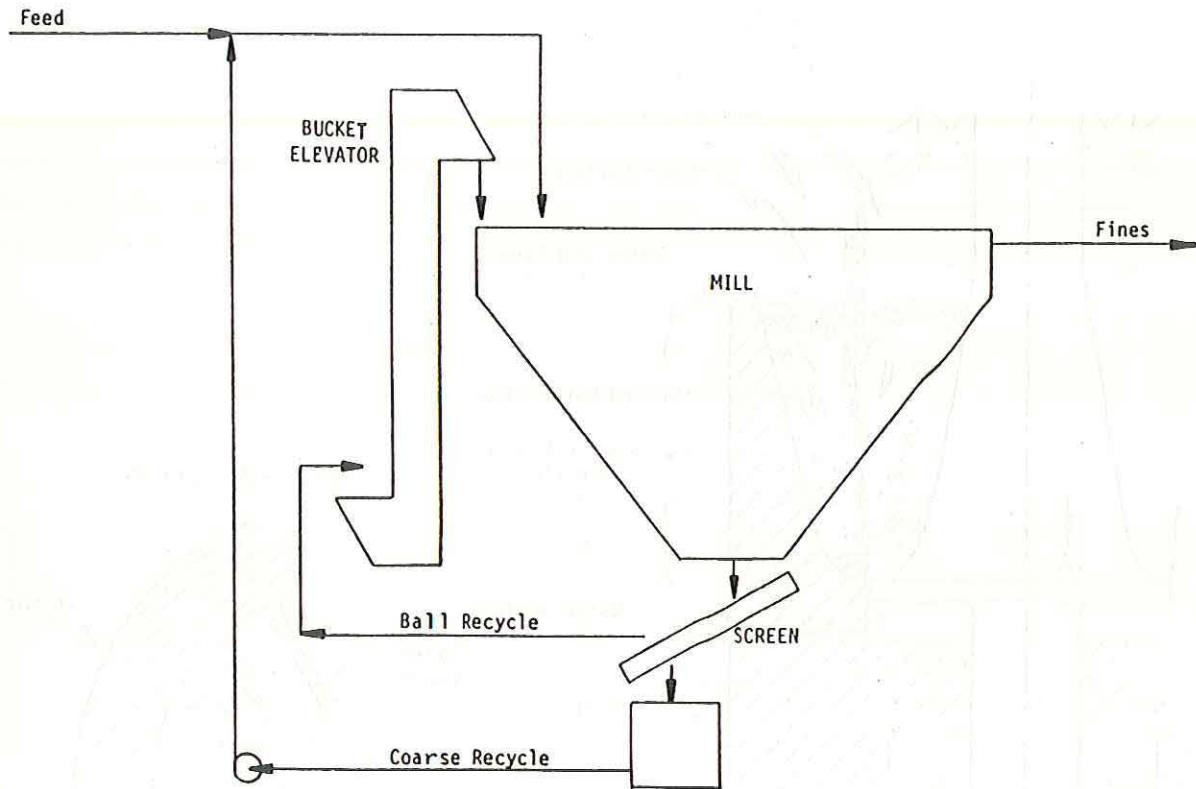 Feed
BUCKET
ELEVATOR
Fines
MILL
Ball Recycle
SCREEN
Coarse Recycle